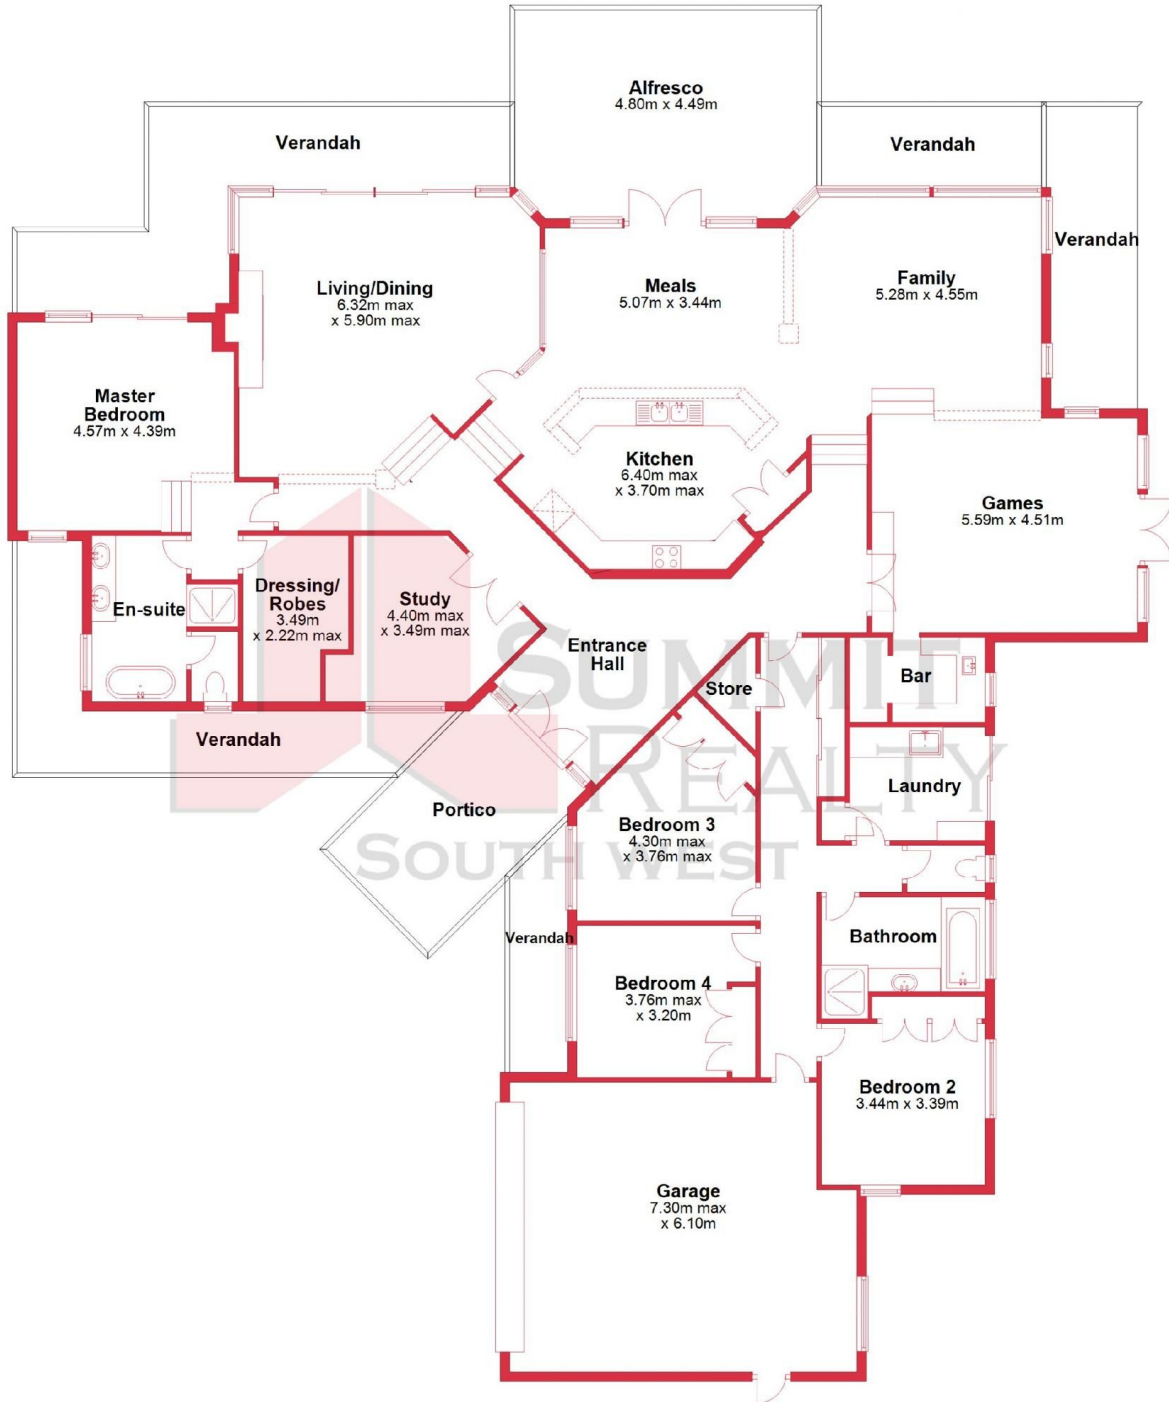 Alfresco
4.80m x 4.49m
Verandah
Verandah
Verandah
Living/Dining
6.32m max
x 5.90m max
Meals
5.07m x 3.44m
Family
5.28m x 4.55m
Master
Bedroom
4.57m x 4.39m
Kitchen
6.40m max
x 3.70m max
Games
5.59m x 4.51m
En-suite
Dressing/
Robes
3.49m
x 2.22m max
Study
4.40m max
x 3.49m max
Entrance
Hall
Store
Bar
SUMMIT
REALTY
SOUTH WEST
Verandah
Portico
Laundry
Bedroom 3
4.30m max
x 3.76m max
Verandah
Bathroom
Bedroom 4
3.76m max
x 3.20m
Bedroom 2
3.44m x 3.39m
Garage
7.30m max
x 6.10m